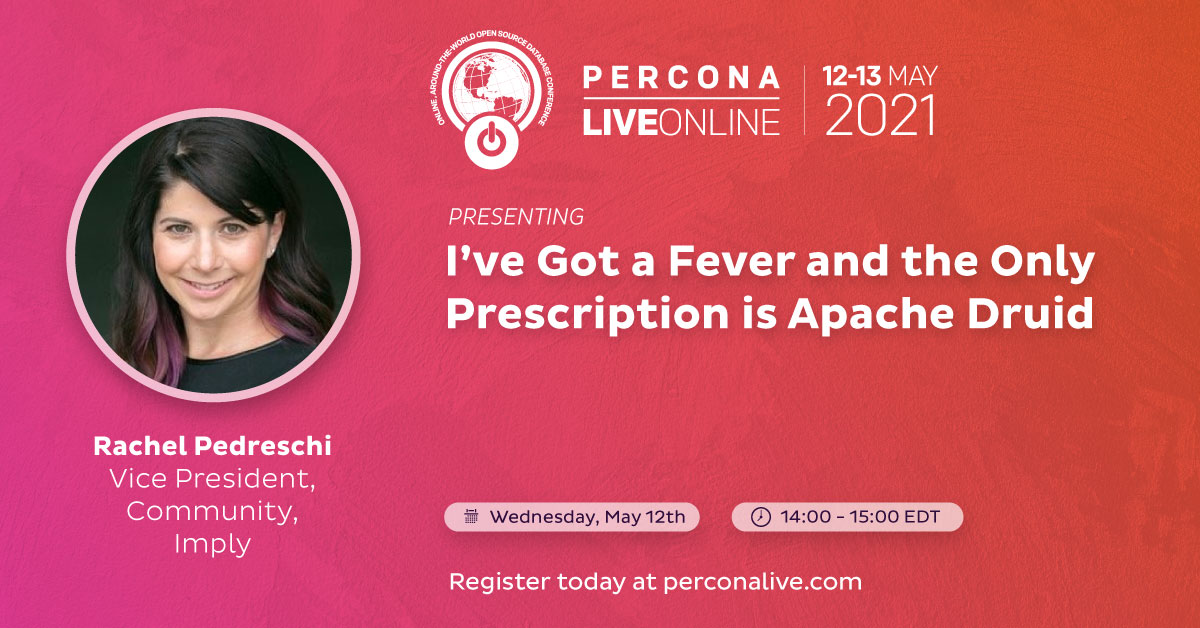 ONLINE, AROUND-THE-WORLD OPEN SOURCE DATABASE CONFERENCE
PERCONA
LIVEONLINE
12-13 MAY
2021
PRESENTING
I’ve Got a Fever and the Only
Prescription is Apache Druid
Rachel Pedreschi
Vice President,
Community,
Imply
Wednesday, May 12th
14:00 - 15:00 EDT
Register today at perconalive.com